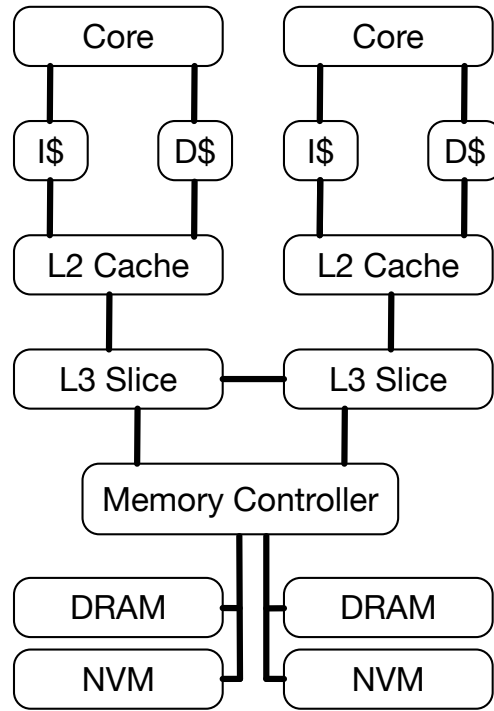 Core
Core
I$
D$
I$
D$
L2 Cache
L2 Cache
L3 Slice
L3 Slice
Memory Controller
DRAM
DRAM
NVM
NVM